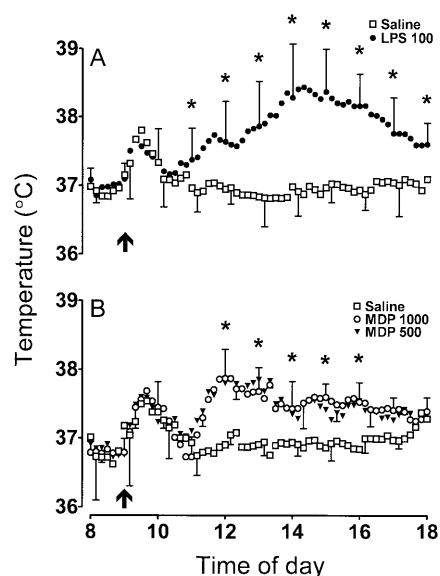 39
A
□ Saline
● LPS 100
* * * * * * * *
38
37
36
Temperature (°C)
39
B
□ Saline
○ MDP 1000
▼ MDP 500
* * * * *
38
37
36
8 10 12 14 16 18
Time of day